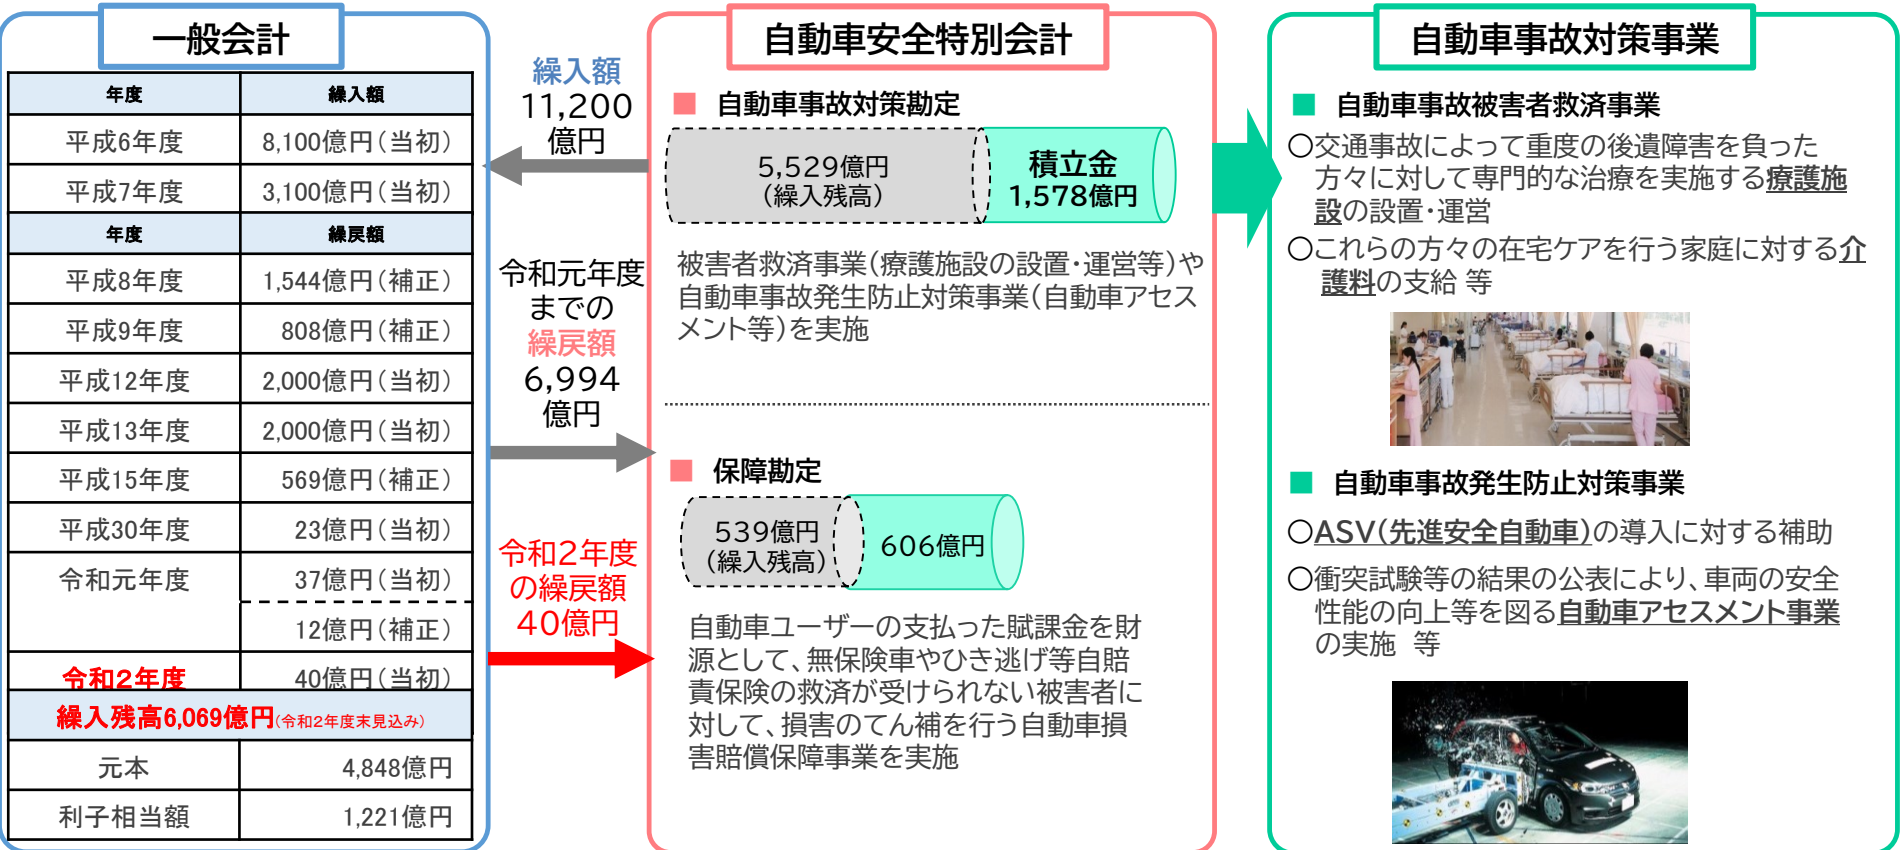 一般会計
年度 繰入額
平成6年度 8,100億円(当初)
平成7年度 3,100億円(当初)
年度 繰戻額
平成8年度 1,544億円(補正)
平成9年度 808億円(補正)
平成12年度 2,000億円(当初)
平成13年度 2,000億円(当初)
平成15年度 569億円(補正)
平成30年度 23億円(当初)
令和元年度 37億円(当初)
12億円(補正)
令和2年度 40億円(当初)
繰入残高6,069億円(令和2年度末見込み)
元本 4,848億円
利子相当額 1,221億円
繰入額
11,200
億円
令和元年度
までの
繰戻額
6,994
億円
令和2年度
の繰戻額
40億円
自動車安全特別会計
■ 自動車事故対策勘定
5,529億円
(繰入残高)
積立金
1,578億円
被害者救済事業(療護施設の設置・運営等)や
自動車事故発生防止対策事業(自動車アセス
メント等)を実施
■ 保障勘定
539億円
(繰入残高)
606億円
自動車ユーザーの支払った賦課金を財
源として、無保険車やひき逃げ等自賠
責保険の救済が受けられない被害者に
対して、損害のてん補を行う自動車損
害賠償保障事業を実施
自動車事故対策事業
■ 自動車事故被害者救済事業
○交通事故によって重度の後遺障害を負った
方々に対して専門的な治療を実施する療護施
設の設置・運営
○これらの方々の在宅ケアを行う家庭に対する介
護料の支給 等
■ 自動車事故発生防止対策事業
○ASV(先進安全自動車)の導入に対する補助
○衝突試験等の結果の公表により、車両の安全
性能の向上等を図る自動車アセスメント事業
の実施 等